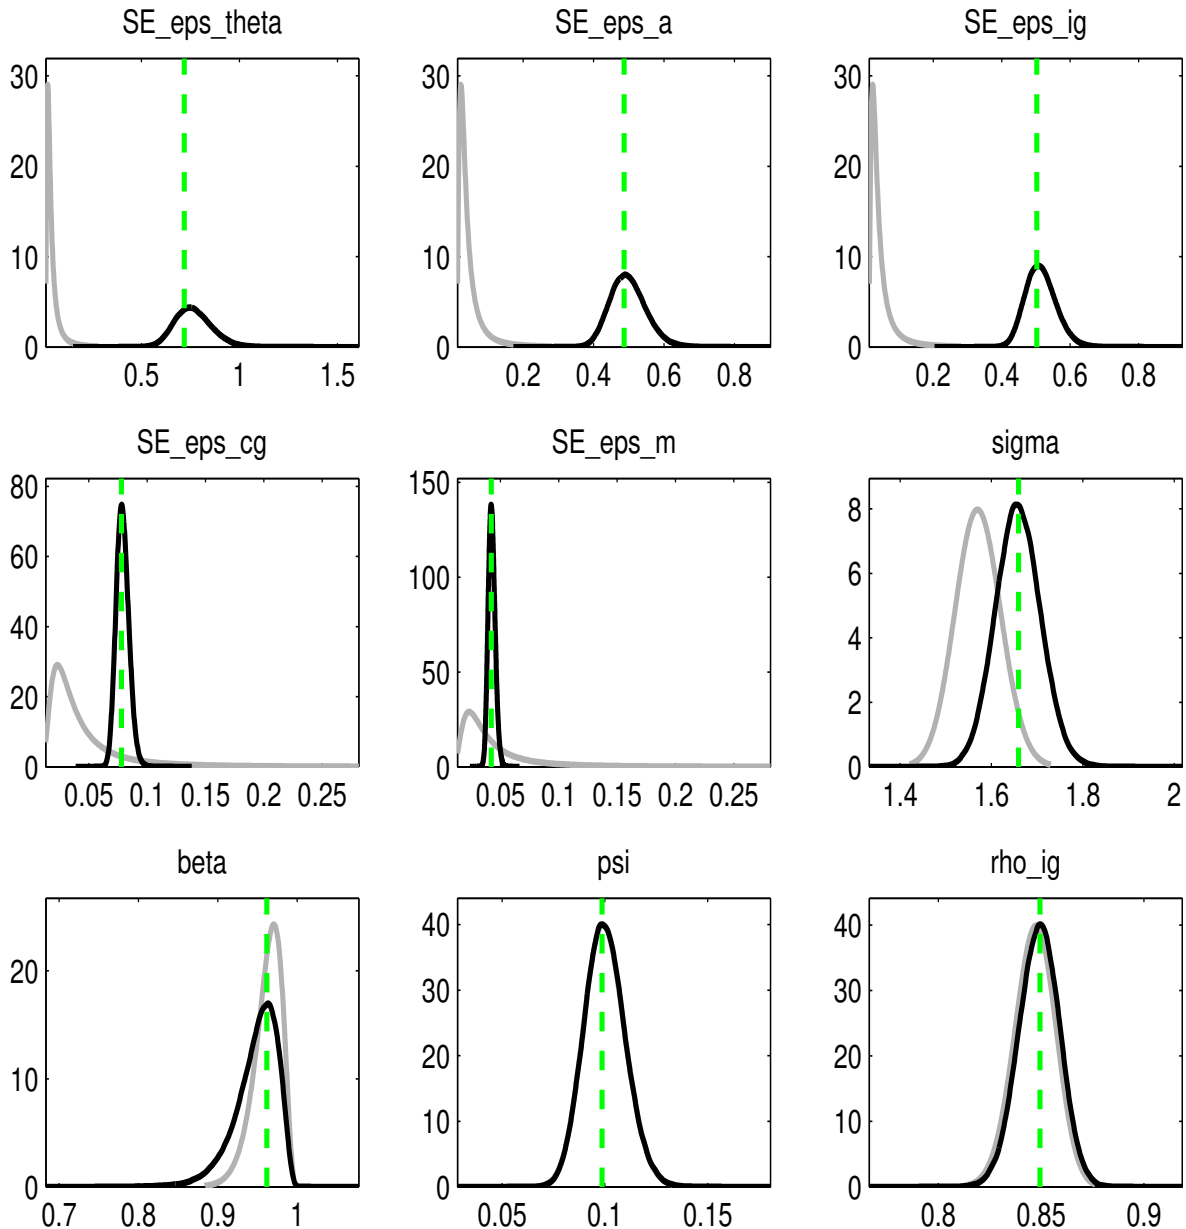 SE_eps_theta SE_eps_a SE_eps_ig
30 30 30
20 20 20
10 10 10
0 0 0
0.5 1 1.5 0.2 0.4 0.6 0.8 0.2 0.4 0.6 0.8
SE_eps_cg SE_eps_m sigma
80 150 8
60 100 6
40 4
20 50 2
0 0 0
0.05 0.1 0.15 0.2 0.25 0.05 0.1 0.15 0.2 0.25 1.4 1.6 1.8 2
beta psi rho_ig
20 40 40
30 30
10 20 20
10 10
0 0 0
0.7 0.8 0.9 1 0.05 0.1 0.15 0.8 0.85 0.9